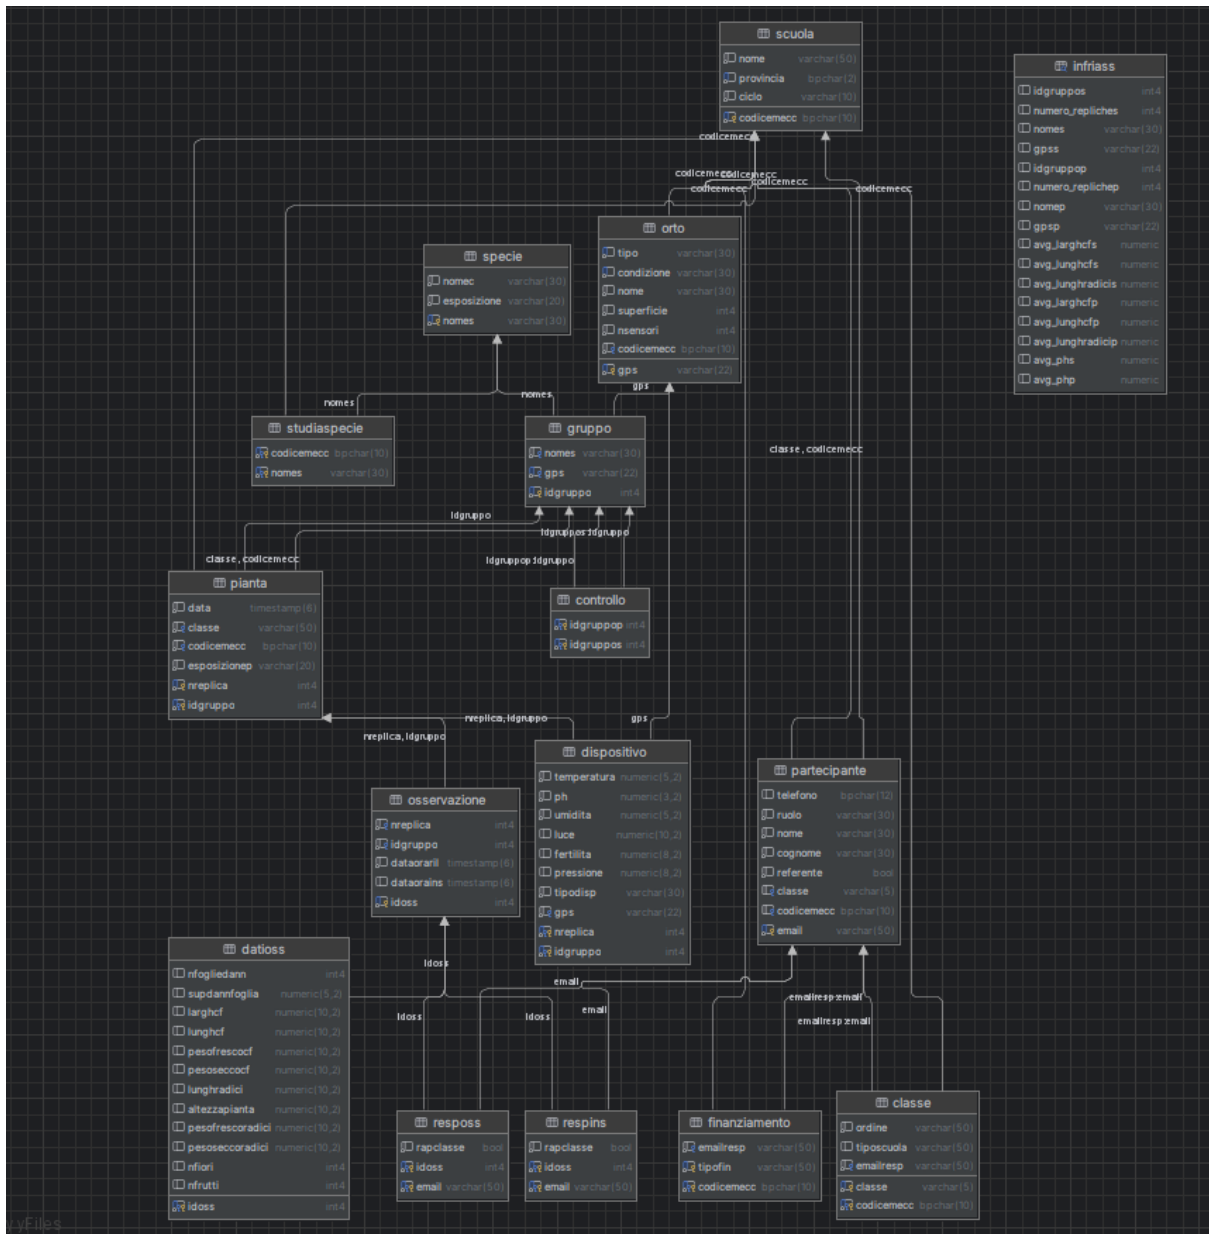 scuola
nome varchar(50)
provincia bpchar(2)
ciclo varchar(10)
codicemecc bpchar(10)
infriass
idgruppos int4
numero_repliches int4
nomes varchar(30)
gpss varchar(22)
idgruppop int4
numero_replichep int4
nomep varchar(30)
gpsp varchar(22)
avg_larghcfs numeric
avg_lunghcfs numeric
avg_lunghradicis numeric
avg_larghcfp numeric
avg_lunghcfp numeric
avg_lunghradicip numeric
avg_phs numeric
avg_php numeric
codicemecc
codicemecc
codicemecc
codicemecc
codicemecc
codicemecc
orto
tipo varchar(30)
condizione varchar(30)
nome varchar(30)
superficie int4
nsensori int4
codicemecc bpchar(10)
gps varchar(22)
specie
nomec varchar(30)
esposizione varchar(20)
nomes varchar(30)
gps
nomes
nomes
studiaspecie
codicemecc bpchar(10)
nomes varchar(30)
gruppo
nomes varchar(30)
gps varchar(22)
idgruppo int4
classe, codicemecc
idgruppo
idgruppos:idgruppo
idgruppop:idgruppo
classe, codicemecc
pianta
data timestamp(6)
classe varchar(50)
codicemecc bpchar(10)
esposizionep varchar(20)
nreplica int4
idgruppo int4
controllo
idgruppop int4
idgruppos int4
nreplica, idgruppo
gps
nreplica, idgruppo
dispositivo
temperatura numeric(5,2)
ph numeric(3,2)
umidita numeric(5,2)
luce numeric(10,2)
fertilita numeric(8,2)
pressione numeric(8,2)
tipodisp varchar(30)
gps varchar(22)
nreplica int4
idgruppo int4
partecipante
telefono bpchar(12)
ruolo varchar(30)
nome varchar(30)
cognome varchar(30)
referente bool
classe varchar(5)
codicemecc bpchar(10)
email varchar(50)
osservazione
nreplica int4
idgruppo int4
dataoraril timestamp(6)
dataorains timestamp(6)
idoss int4
datioss
nfogliedann int4
supdannfoglia numeric(5,2)
larghcf numeric(10,2)
lunghcf numeric(10,2)
pesofrescocf numeric(10,2)
pesoseccocf numeric(10,2)
lunghradici numeric(10,2)
altezzapianta numeric(10,2)
pesofrescoradici numeric(10,2)
pesoseccoradici numeric(10,2)
nfiori int4
nfrutti int4
idoss int4
idoss
email
emailresp:email
idoss
idoss
email
emailresp:email
resposs
rapclasse bool
idoss int4
email varchar(50)
respins
rapclasse bool
idoss int4
email varchar(50)
finanziamento
emailresp varchar(50)
tipofin varchar(50)
codicemecc bpchar(10)
classe
ordine varchar(50)
tiposcuola varchar(50)
emailresp varchar(50)
classe varchar(5)
codicemecc bpchar(10)
yFiles